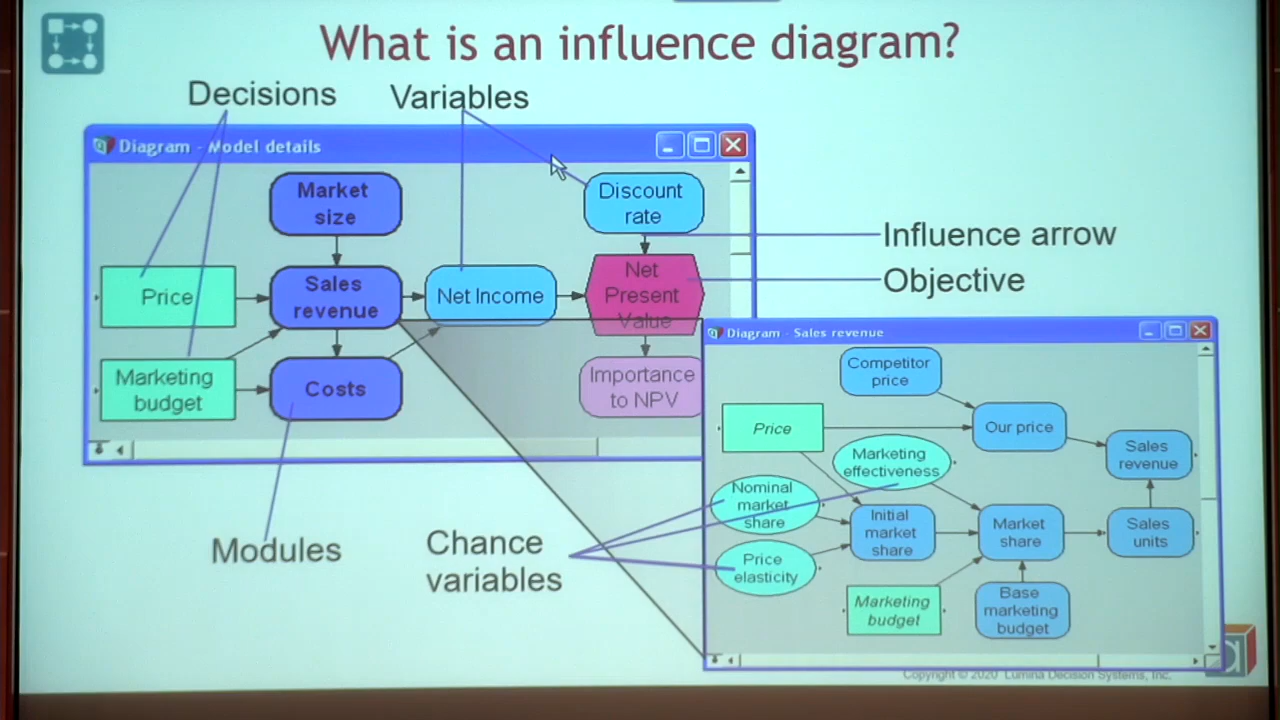 What is an influence diagram?
Decisions
Variables
Diagram - Model details
Market
size
Discount
rate
Influence arrow
Objective
Price
Sales
revenue
Net Income
Net
Present
Value
Marketing
budget
Costs
Importance
to NPV
Modules
Chance
variables
Diagram - Sales revenue
Competitor
price
Price
Our price
Marketing
effectiveness
Sales
revenue
Nominal
market
share
Initial
market
share
Market
share
Sales
units
Price
elasticity
Marketing
budget
Base
marketing
budget
Copyright © 2020 Lumina Decision Systems, Inc.